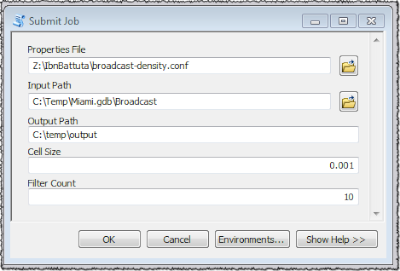 Submit Job
Properties File
Z:\IbnBattuta\broadcast-density.conf
Input Path
C:\Temp\Miami.gdb\Broadcast
Output Path
C:\temp\output
Cell Size
0.001
Filter Count
10
OK Cancel Environments... Show Help >>